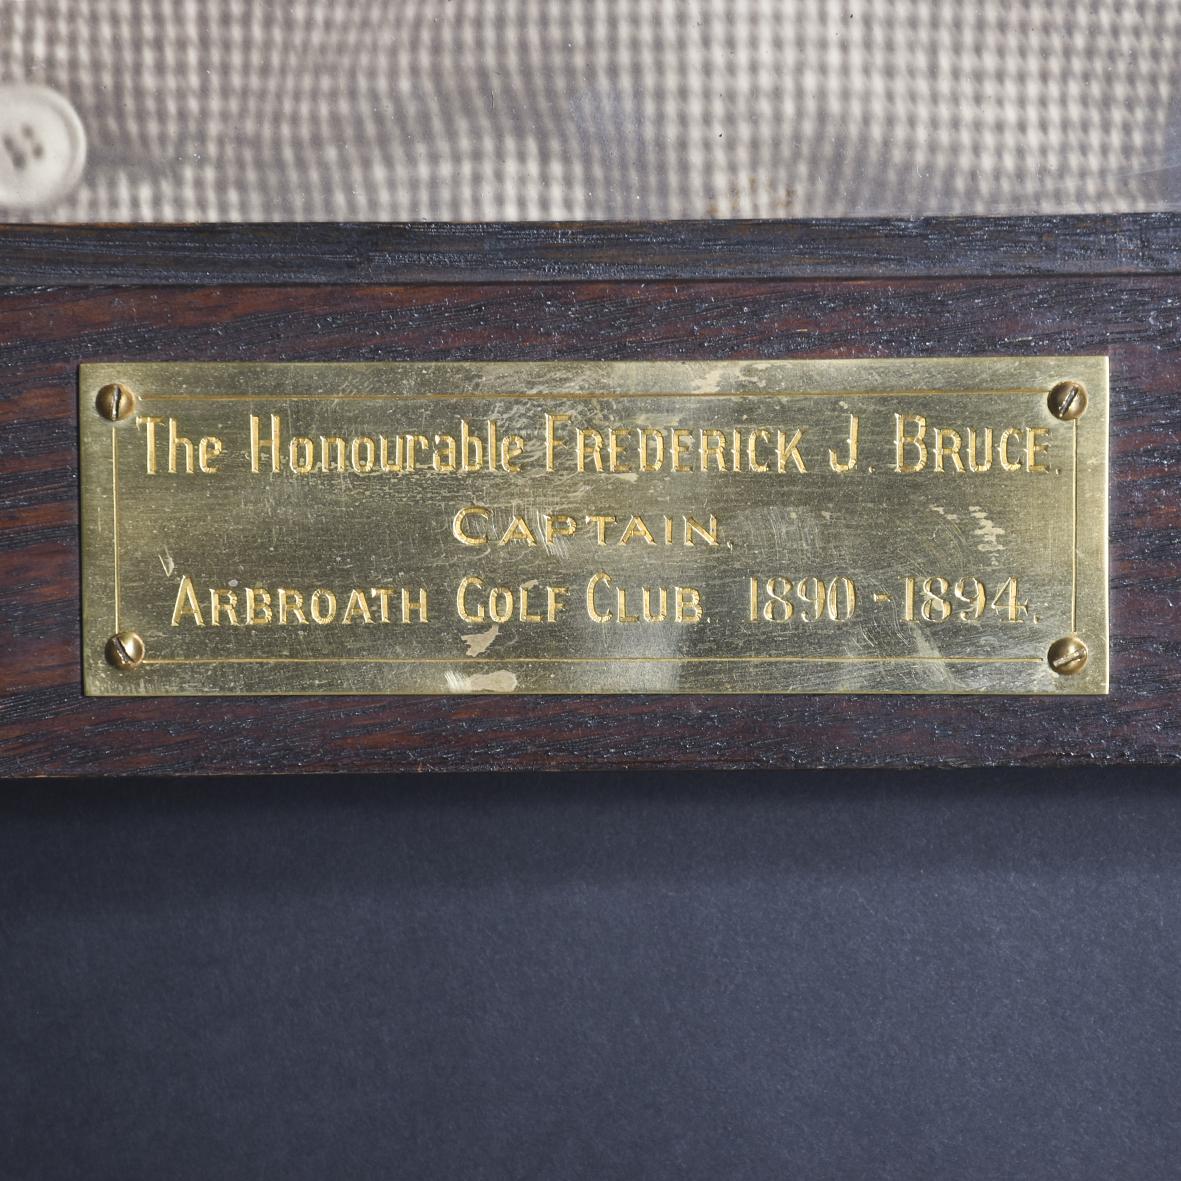 The Honourable FREDERICK J. BRUCE.
CAPTAIN.
ARBROATH GOLF CLUB. 1890 - 1894.